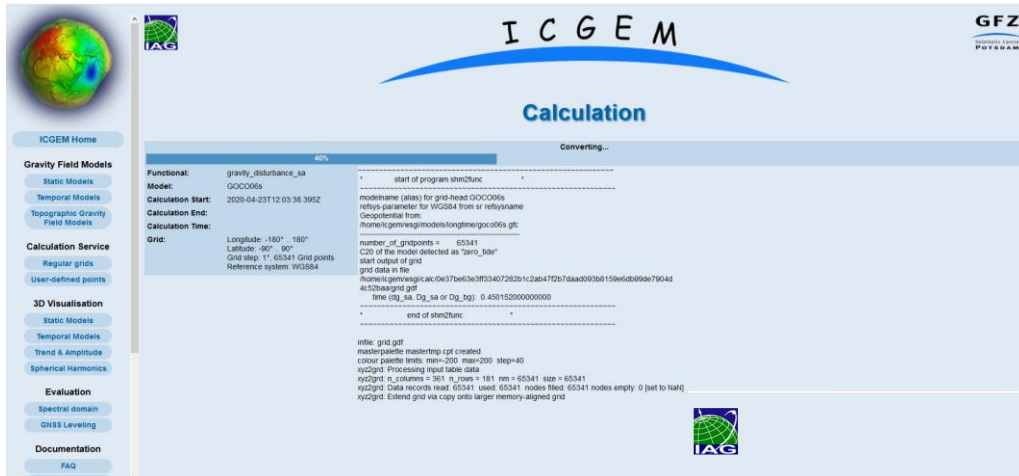 IAG
I C G E M
GFZ
POTSDAM
Calculation
ICGEM Home
Gravity Field Models
Static Models
Temporal Models
Topographic Gravity
Field Models
Calculation Service
Regular grids
User-defined points
3D Visualisation
Static Models
Temporal Models
Trend & Amplitude
Spherical Harmonics
Evaluation
Spectral domain
GNSS Leveling
Documentation
FAQ
Converting...
40%
Functional: gravity_disturbance_sa
Model: GOCO06s
Calculation Start: 2020-04-23T12:03:38.395Z
Calculation End:
Calculation Time:
Grid: Longitude: -180° .. 180°
Latitude: -90° .. 90°
Grid step: 1°, 65341 Grid points
Reference system: WGS84
~~~~~~~~~~~~~~~~~~~~~~~~~~~~~~~~~~~~~~~~
* start of program shm2func *
~~~~~~~~~~~~~~~~~~~~~~~~~~~~~~~~~~~~~~~~
modelname (alias) for grid-head:GOCO06s
refsys-parameter for WGS84 from sr refsysname
Geopotential from:
/home/icgem/wsgi/models/longtime/goco06s.gfc
----------------------------------------
number_of_gridpoints = 65341
C20 of the model detected as "zero_tide"
start output of grid
grid data in file
/home/icgem/wsgi/calc/0e37be63e3ff33407282b1c2ab47f2b7daad093b8159e6db99de7904d
4c52baa/grid.gdf
time (dg_sa, Dg_sa or Dg_bg): 0.450152000000000
~~~~~~~~~~~~~~~~~~~~~~~~~~~~~~~~~~~~~~~~
* end of shm2func *
~~~~~~~~~~~~~~~~~~~~~~~~~~~~~~~~~~~~~~~~
infile: grid.gdf
masterpalette mastertmp.cpt created
colour palette limits: min=-200 max=200 step=40
xyz2grd: Processing input table data
xyz2grd: n_columns = 361 n_rows = 181 nm = 65341 size = 65341
xyz2grd: Data records read: 65341 used: 65341 nodes filled: 65341 nodes empty: 0 [set to NaN]
xyz2grd: Extend grid via copy onto larger memory-aligned grid
IAG